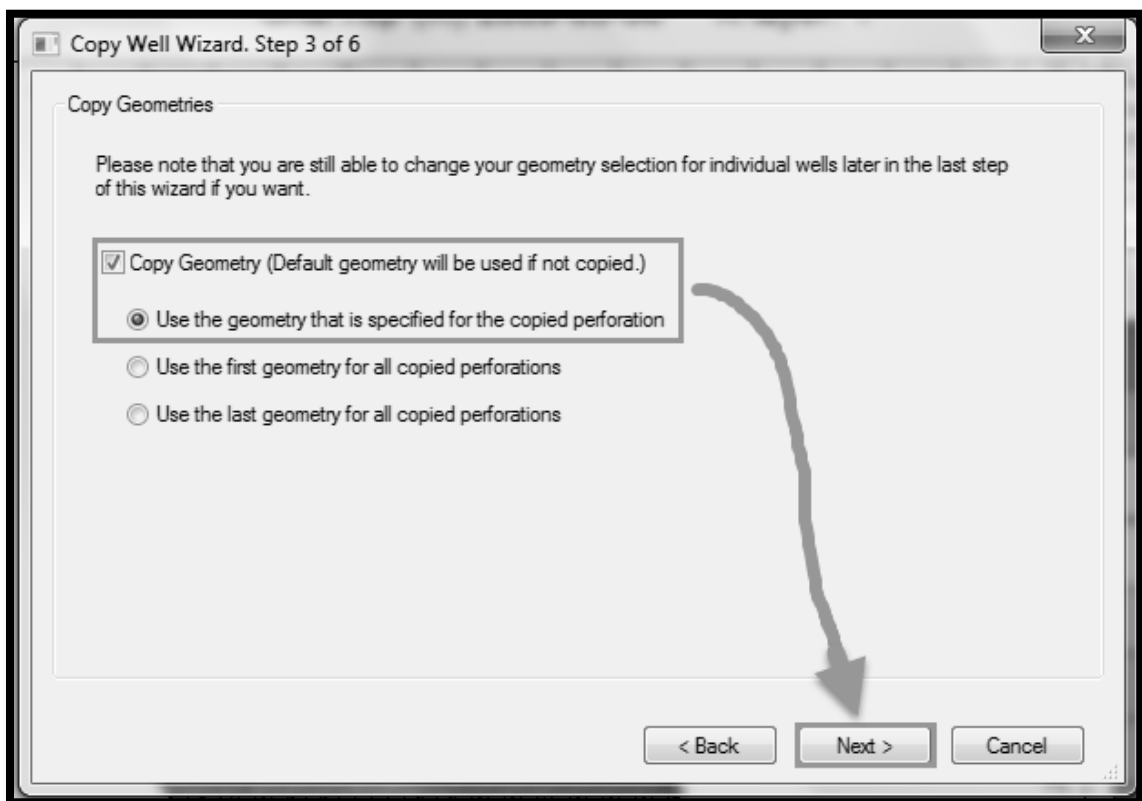 Copy Well Wizard. Step 3 of 6
Copy Geometries
Please note that you are still able to change your geometry selection for individual wells later in the last step
of this wizard if you want.
Copy Geometry (Default geometry will be used if not copied.)
Use the geometry that is specified for the copied perforation
Use the first geometry for all copied perforations
Use the last geometry for all copied perforations
< Back Next > Cancel